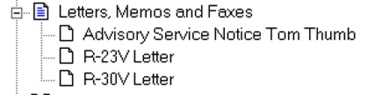 Letters, Memos and Faxes
Advisory Service Notice Tom Thumb
R-23V Letter
R-30V Letter